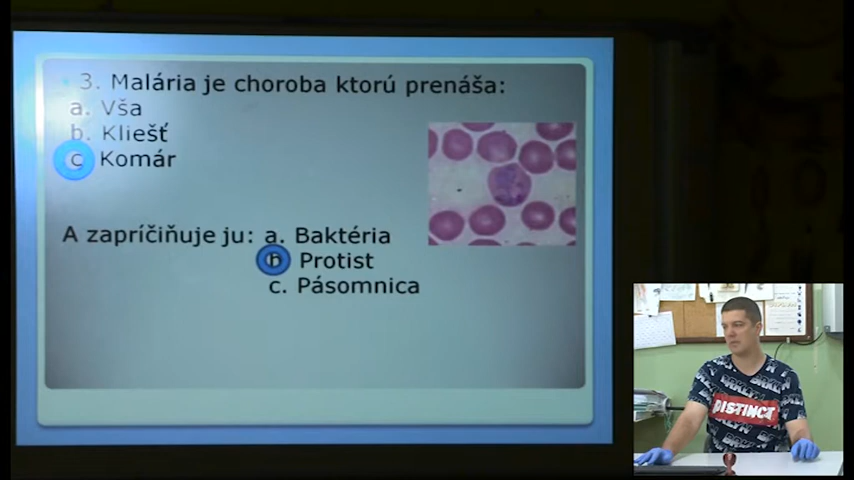 3. Malária je choroba ktorú prenáša:
a. Vša
b. Kliešť
c Komár
A zapríčiňuje ju: a. Baktéria
b Protist
c. Pásomnica
DISTINCT